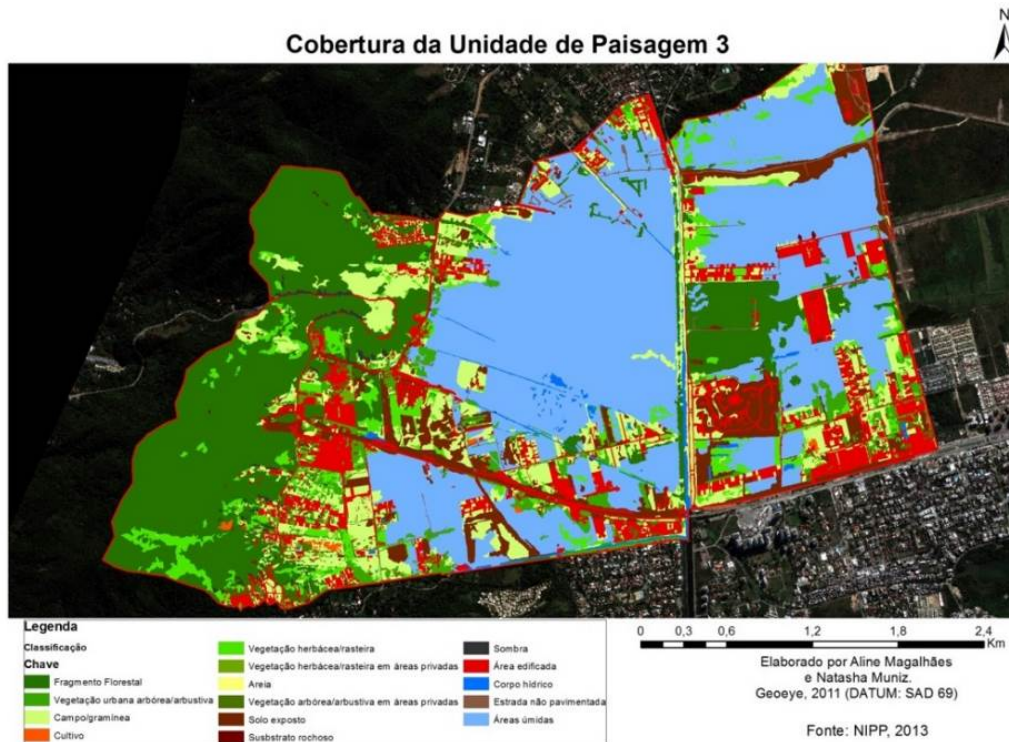 N
Cobertura da Unidade de Paisagem 3
Legenda
Classificação
Chave
Fragmento Florestal
Vegetação urbana arbórea/arbustiva
Campo/gramínea
Cultivo
Vegetação herbácea/rasteira
Vegetação herbácea/rasteira em áreas privadas
Areia
Vegetação arbórea/arbustiva em áreas privadas
Solo exposto
Susbstrato rochoso
Sombra
Área edificada
Corpo hídrico
Estrada não pavimentada
Áreas úmidas
0 0,3 0,6 1,2 1,8 2,4
Km
Elaborado por Aline Magalhães
e Natasha Muniz.
Geoeye, 2011 (DATUM: SAD 69)
Fonte: NIPP, 2013